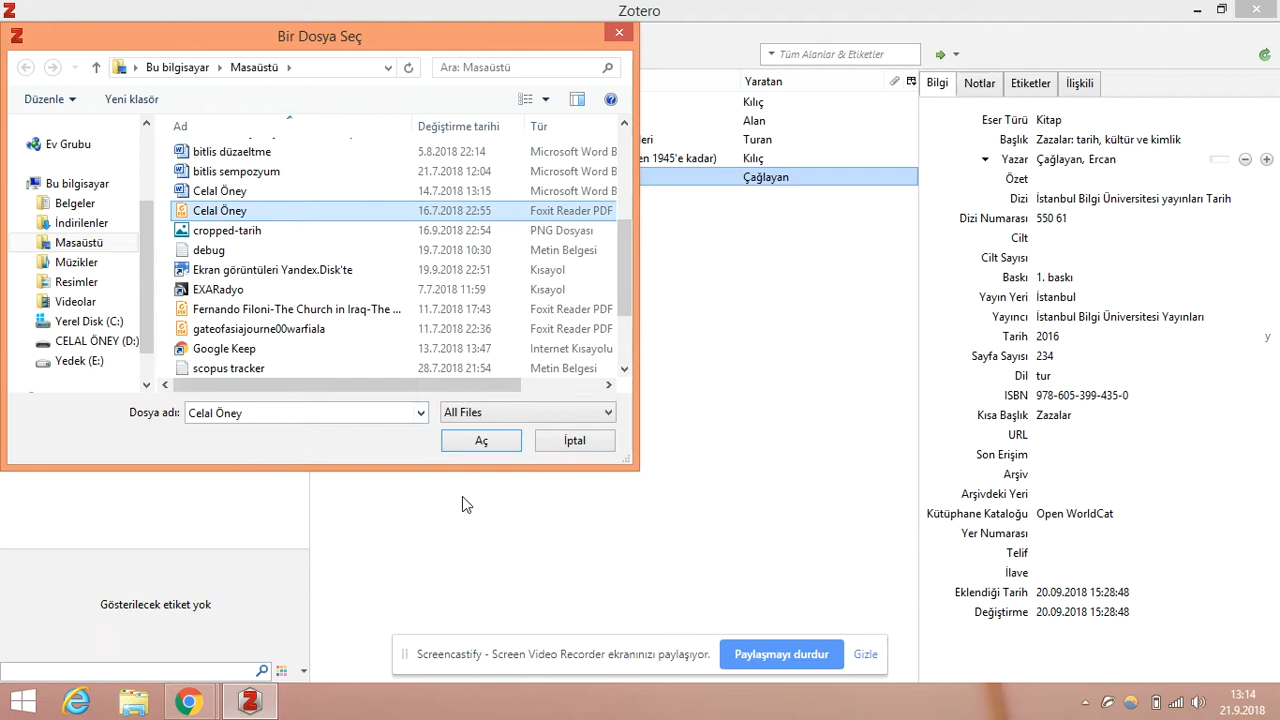 Zotero
Bir Dosya Seç
Bu bilgisayar
Masaüstü
Ara: Masaüstü
Düzenle
Yeni klasör
Ev Grubu
Bu bilgisayar
Belgeler
İndirilenler
Masaüstü
Müzikler
Resimler
Videolar
Yerel Disk (C:)
CELAL ÖNEY (D:)
Yedek (E:)
Ad Değiştirme tarihi Tür
bitlis düzaeltme 5.8.2018 22:14 Microsoft Word B
bitlis sempozyum 21.7.2018 12:04 Microsoft Word B
Celal Öney 14.7.2018 13:15 Microsoft Word B
Celal Öney 16.7.2018 22:55 Foxit Reader PDF
cropped-tarih 16.9.2018 22:54 PNG Dosyası
debug 19.7.2018 10:30 Metin Belgesi
Ekran görüntüleri Yandex.Disk'te 19.9.2018 22:51 Kısayol
EXARadyo 7.7.2018 11:59 Kısayol
Fernando Filoni-The Church in Iraq-The ... 11.7.2018 17:43 Foxit Reader PDF
gateofasiajourne00warfiala 11.7.2018 22:36 Foxit Reader PDF
Google Keep 13.7.2018 13:47 Internet Kısayolu
scopus tracker 28.7.2018 21:54 Metin Belgesi
Dosya adı: Celal Öney
All Files
Aç
İptal
Tüm Alanlar & Etiketler
Yaratan
Kılıç
Alan
leri Turan
en 1945'e kadar) Kılıç
Çağlayan
Bilgi Notlar Etiketler İlişkili
Eser Türü Kitap
Başlık Zazalar: tarih, kültür ve kimlik
Yazar Çağlayan, Ercan
Özet
Dizi İstanbul Bilgi Üniversitesi yayınları Tarih
Dizi Numarası 550 61
Cilt
Cilt Sayısı
Baskı 1. baskı
Yayın Yeri İstanbul
Yayıncı İstanbul Bilgi Üniversitesi Yayınları
Tarih 2016 y
Sayfa Sayısı 234
Dil tur
ISBN 978-605-399-435-0
Kısa Başlık Zazalar
URL
Son Erişim
Arşiv
Arşivdeki Yeri
Kütüphane Kataloğu Open WorldCat
Yer Numarası
Telif
İlave
Eklendiği Tarih 20.09.2018 15:28:48
Değiştirme 20.09.2018 15:28:48
Gösterilecek etiket yok
Screencastify - Screen Video Recorder ekranınızı paylaşıyor.
Paylaşmayı durdur
Gizle
13:14
21.9.2018